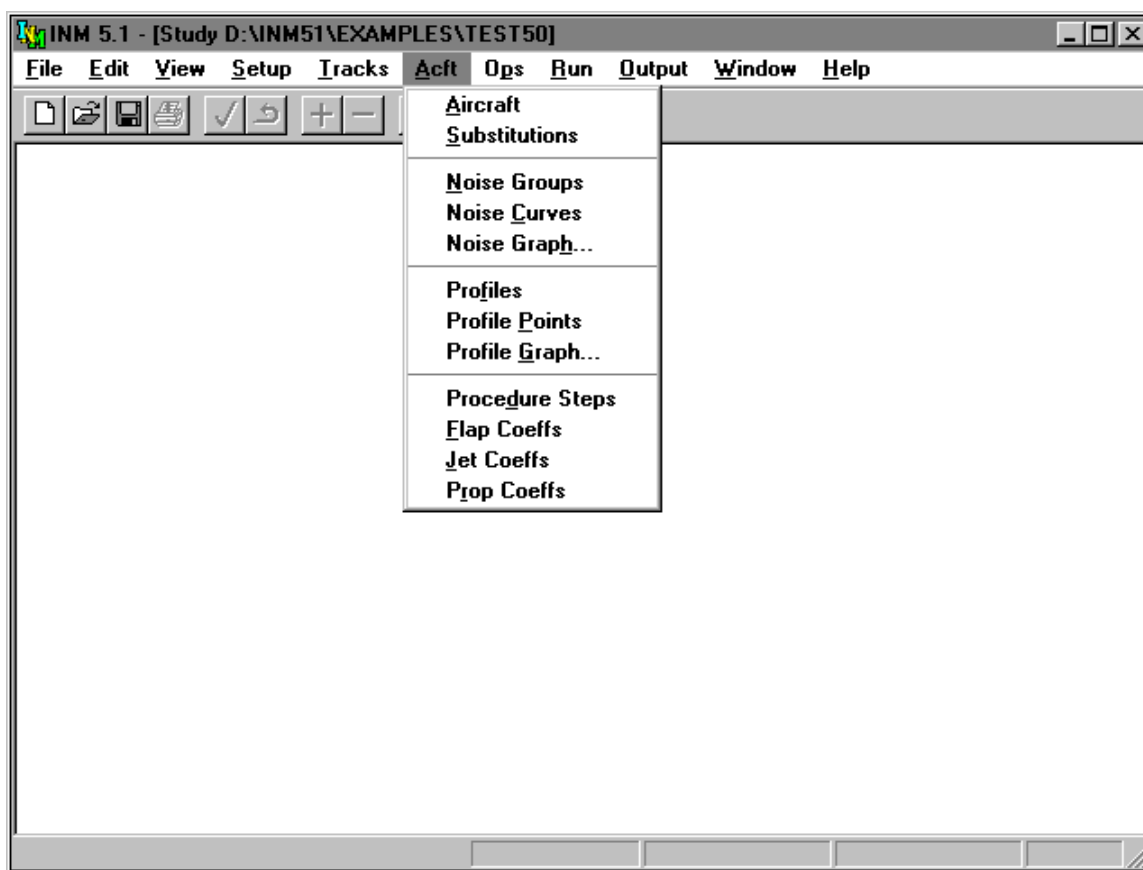 INM 5.1 - [Study D:\INM51\EXAMPLES\TEST50]
File Edit View Setup Tracks Acft Ops Run Output Window Help
Aircraft
Substitutions
Noise Groups
Noise Curves
Noise Graph...
Profiles
Profile Points
Profile Graph...
Procedure Steps
Flap Coeffs
Jet Coeffs
Prop Coeffs